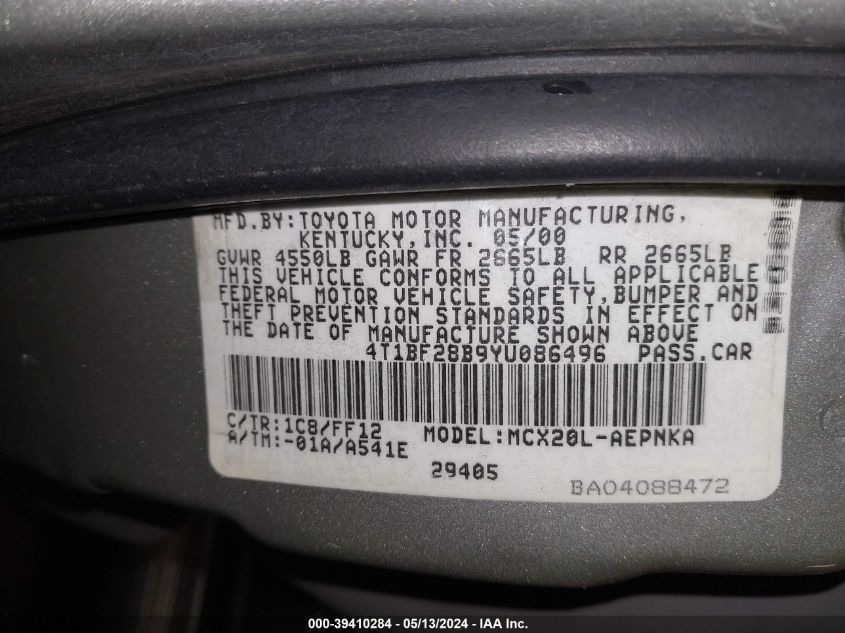 MFD.BY:TOYOTA MOTOR MANUFACTURING,
KENTUCKY,INC. 05/00
GVWR 4550LB GAWR FR 2665LB RR 2665LB
THIS VEHICLE CONFORMS TO ALL APPLICABLE
FEDERAL MOTOR VEHICLE SAFETY,BUMPER AND
THEFT PREVENTION STANDARDS IN EFFECT ON
THE DATE OF MANUFACTURE SHOWN ABOVE
4T1BF28B9YU086496 PASS.CAR
C/TR:1C8/FF12
A/TM:-01A/A541E
MODEL:MCX20L-AEPNKA
29405
BA04088472
000-39410284 - 05/13/2024 - IAA Inc.